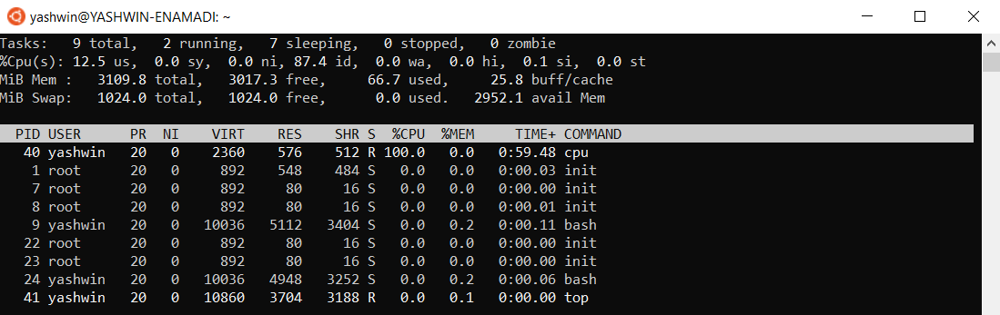 yashwin@YASHWIN-ENAMADI: ~
Tasks:   9 total,   2 running,   7 sleeping,   0 stopped,   0 zombie
%Cpu(s): 12.5 us,  0.0 sy,  0.0 ni, 87.4 id,  0.0 wa,  0.0 hi,  0.1 si,  0.0 st
MiB Mem :   3109.8 total,   3017.3 free,     66.7 used,     25.8 buff/cache
MiB Swap:   1024.0 total,   1024.0 free,      0.0 used.   2952.1 avail Mem
  PID USER      PR  NI    VIRT    RES    SHR S  %CPU  %MEM     TIME+ COMMAND
   40 yashwin   20   0    2360    576    512 R 100.0   0.0   0:59.48 cpu
    1 root      20   0     892    548    484 S   0.0   0.0   0:00.03 init
    7 root      20   0     892     80     16 S   0.0   0.0   0:00.00 init
    8 root      20   0     892     80     16 S   0.0   0.0   0:00.01 init
    9 yashwin   20   0   10036   5112   3404 S   0.0   0.2   0:00.11 bash
   22 root      20   0     892     80     16 S   0.0   0.0   0:00.00 init
   23 root      20   0     892     80     16 S   0.0   0.0   0:00.00 init
   24 yashwin   20   0   10036   4948   3252 S   0.0   0.2   0:00.06 bash
   41 yashwin   20   0   10860   3704   3188 R   0.0   0.1   0:00.00 top